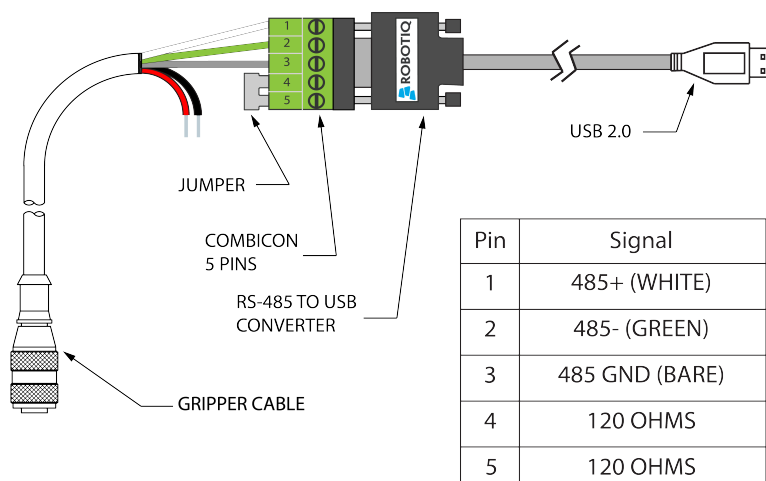 1
2
3
4
5
ROBOTIQ
USB 2.0
JUMPER
COMBICON
5 PINS
RS-485 TO USB
CONVERTER
GRIPPER CABLE
Pin Signal
1 485+ (WHITE)
2 485- (GREEN)
3 485 GND (BARE)
4 120 OHMS
5 120 OHMS